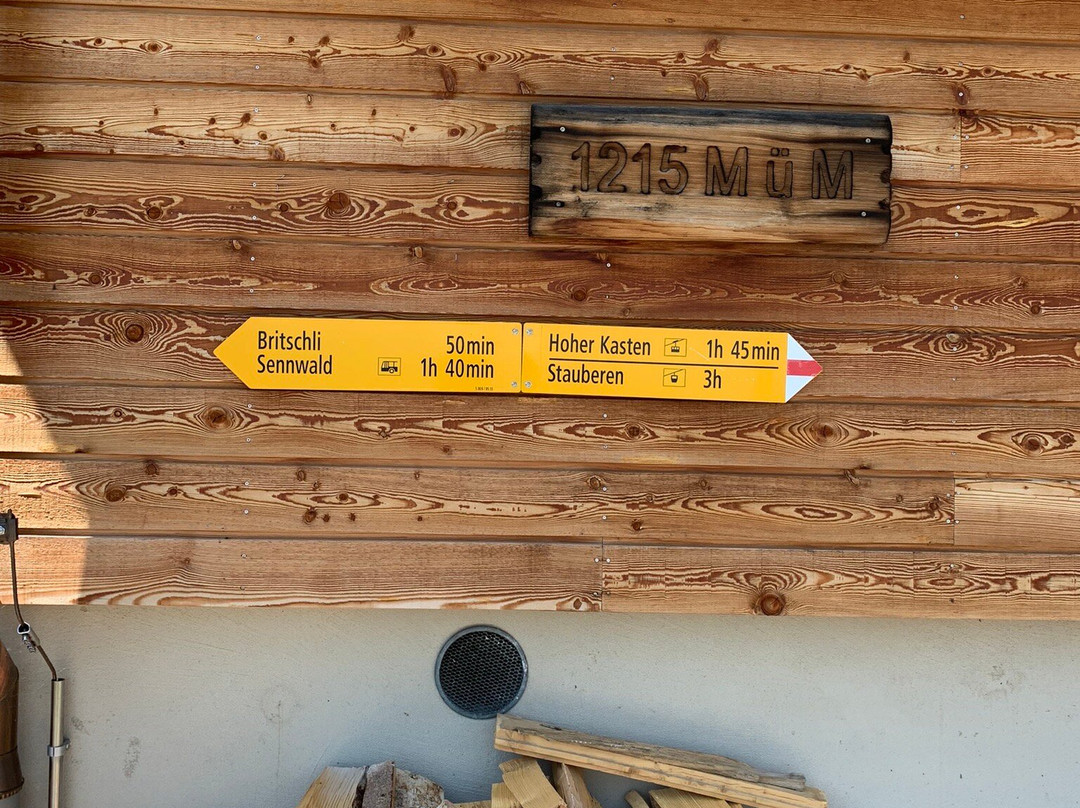 1215 MüM
Britschli 50min
Sennwald 1h 40min
Hoher Kasten 1h 45min
Stauberen 3h